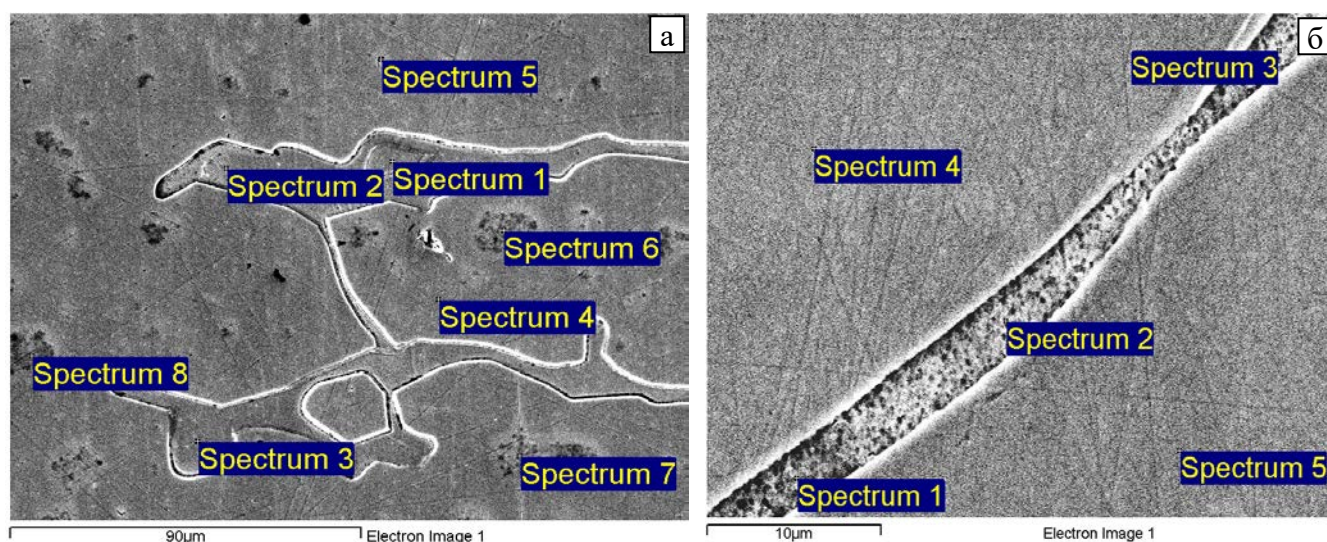 а
Spectrum 5
Spectrum 1
Spectrum 2
Spectrum 6
Spectrum 4
Spectrum 8
Spectrum 3
Spectrum 7
90µm
Electron Image 1
б
Spectrum 3
Spectrum 4
Spectrum 2
Spectrum 5
Spectrum 1
10µm
Electron Image 1